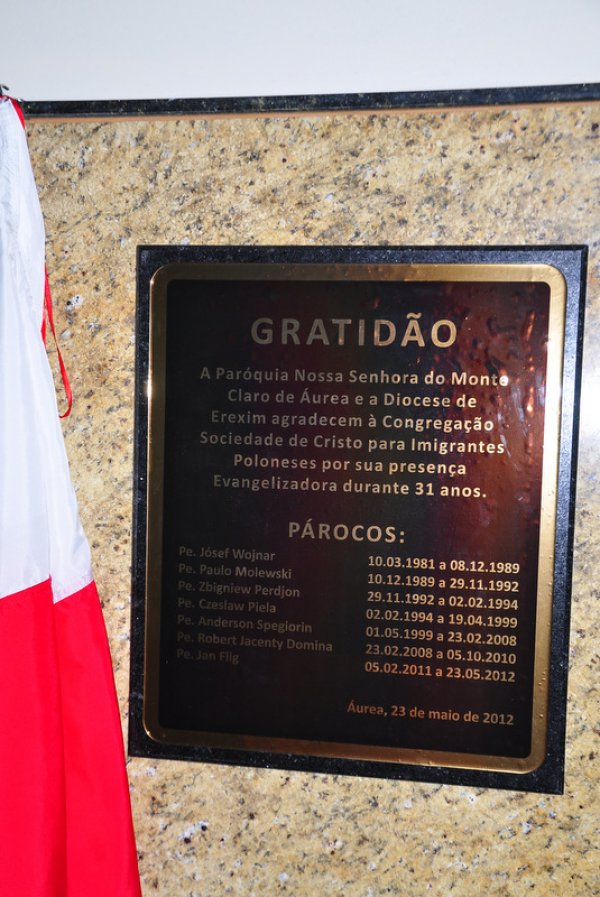 GRATIDÃO
A Paróquia Nossa Senhora do Monte
Claro de Áurea e a Diocese de
Erexim agradecem à Congregação
Sociedade de Cristo para Imigrantes
Poloneses por sua presença
Evangelizadora durante 31 anos.
PÁROCOS:
Pe. Jósef Wojnar 10.03.1981 a 08.12.1989
Pe. Paulo Molewski 10.12.1989 a 29.11.1992
Pe. Zbigniew Perdjon 29.11.1992 a 02.02.1994
Pe. Czeslaw Piela 02.02.1994 a 19.04.1999
Pe. Anderson Spegiorin 01.05.1999 a 23.02.2008
Pe. Robert Jacenty Domina 23.02.2008 a 05.10.2010
Pe. Jan Flig 05.02.2011 a 23.05.2012
Áurea, 23 de maio de 2012